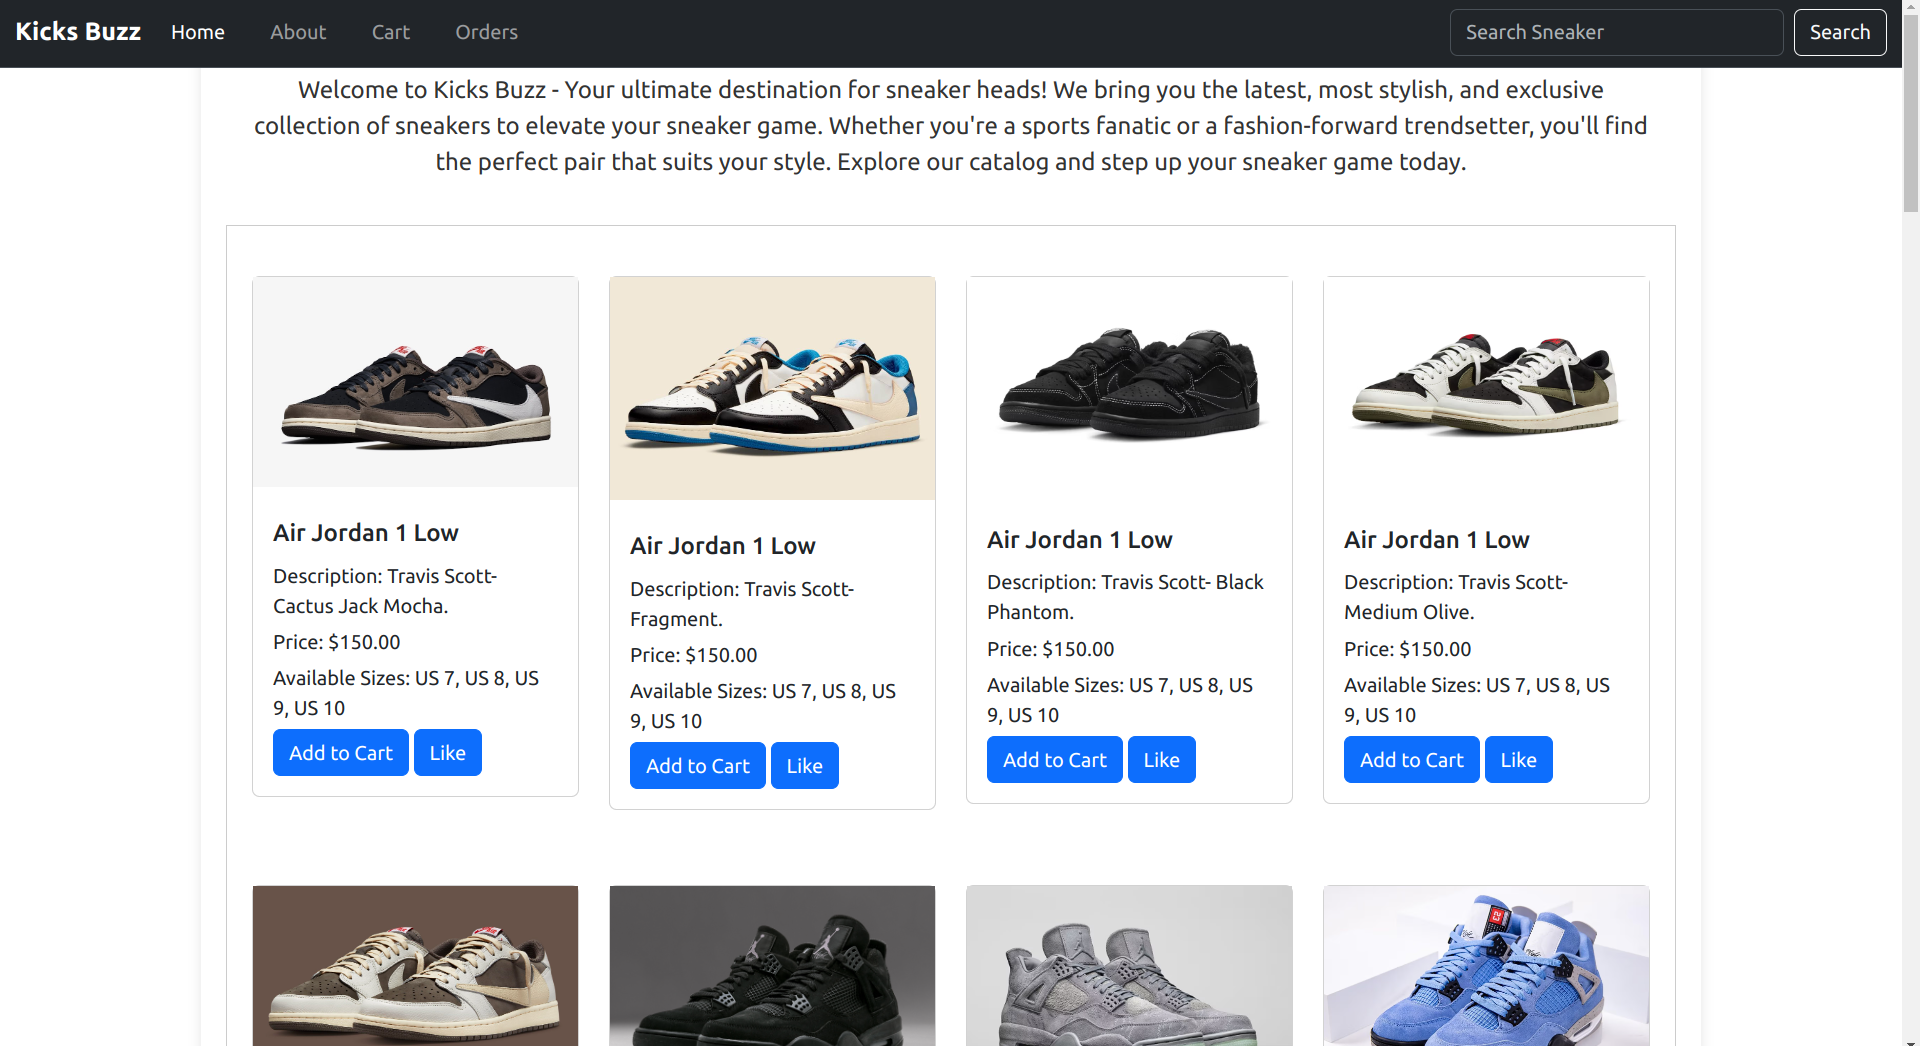 Kicks Buzz Home About Cart Orders Search Sneaker Search
Welcome to Kicks Buzz - Your ultimate destination for sneaker heads! We bring you the latest, most stylish, and exclusive
collection of sneakers to elevate your sneaker game. Whether you're a sports fanatic or a fashion-forward trendsetter, you'll find
the perfect pair that suits your style. Explore our catalog and step up your sneaker game today.
Air Jordan 1 Low
Description: Travis Scott-
Cactus Jack Mocha.
Price: $150.00
Available Sizes: US 7, US 8, US
9, US 10
Add to Cart Like
Air Jordan 1 Low
Description: Travis Scott-
Fragment.
Price: $150.00
Available Sizes: US 7, US 8, US
9, US 10
Add to Cart Like
Air Jordan 1 Low
Description: Travis Scott- Black
Phantom.
Price: $150.00
Available Sizes: US 7, US 8, US
9, US 10
Add to Cart Like
Air Jordan 1 Low
Description: Travis Scott-
Medium Olive.
Price: $150.00
Available Sizes: US 7, US 8, US
9, US 10
Add to Cart Like